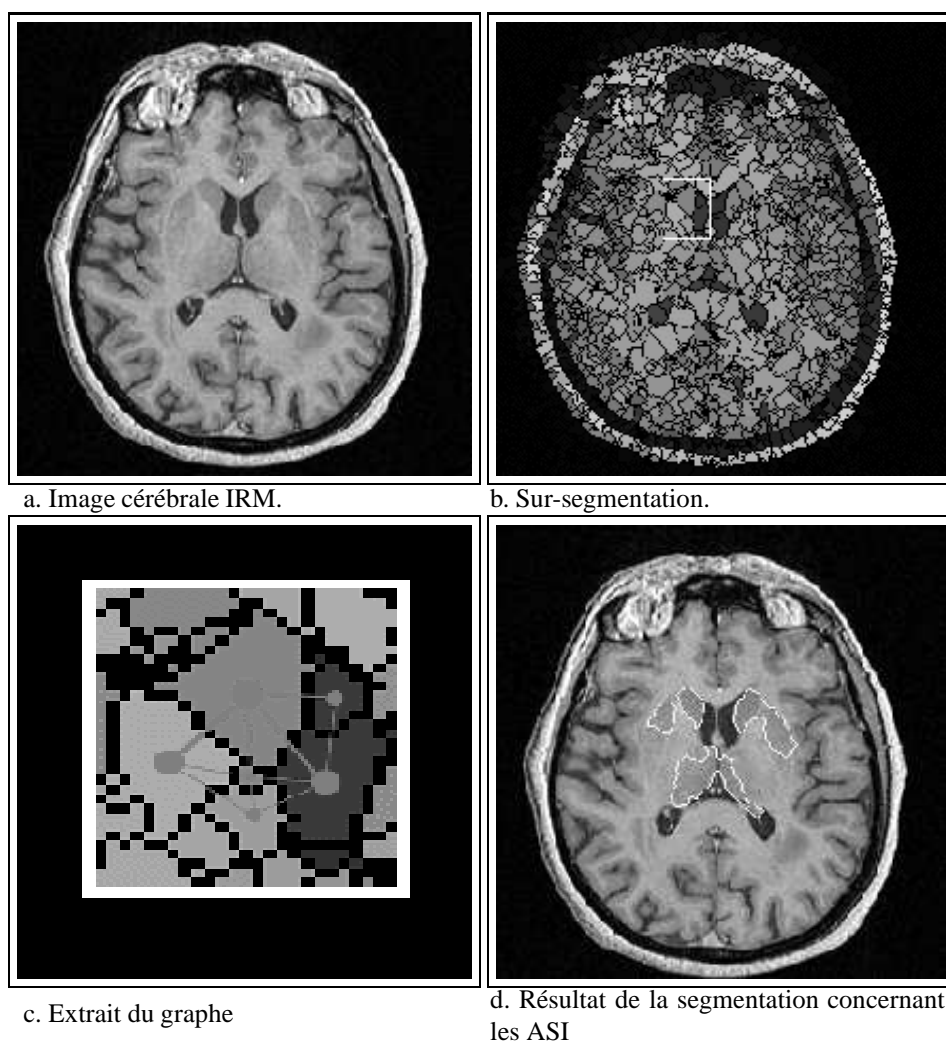 a. Image cérébrale IRM.
b. Sur-segmentation.
c. Extrait du graphe
d. Résultat de la segmentation concernant
les ASI